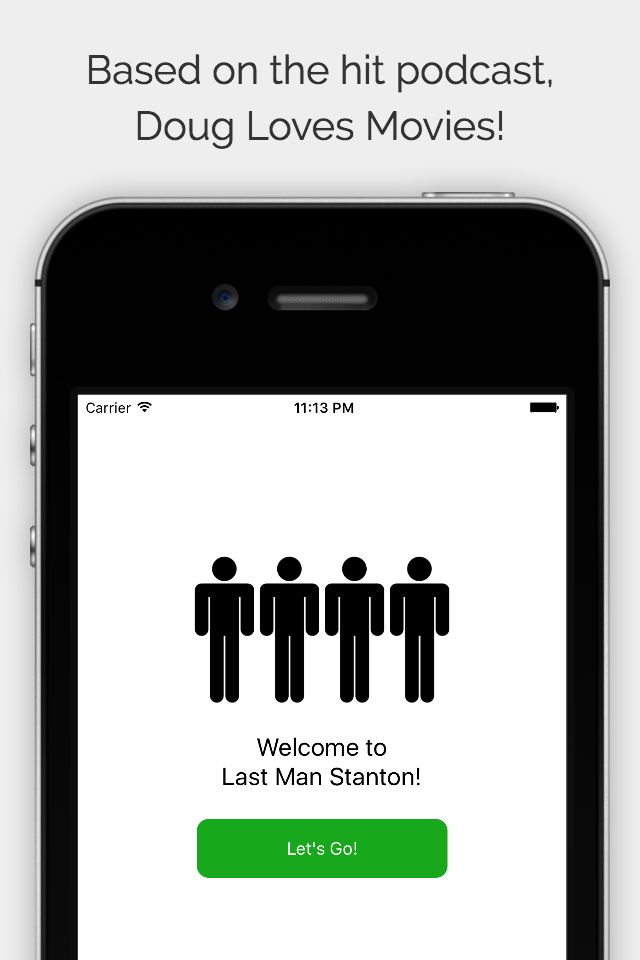 Based on the hit podcast,
Doug Loves Movies!
Carrier 11:13 PM
Welcome to
Last Man Stanton!
Let's Go!